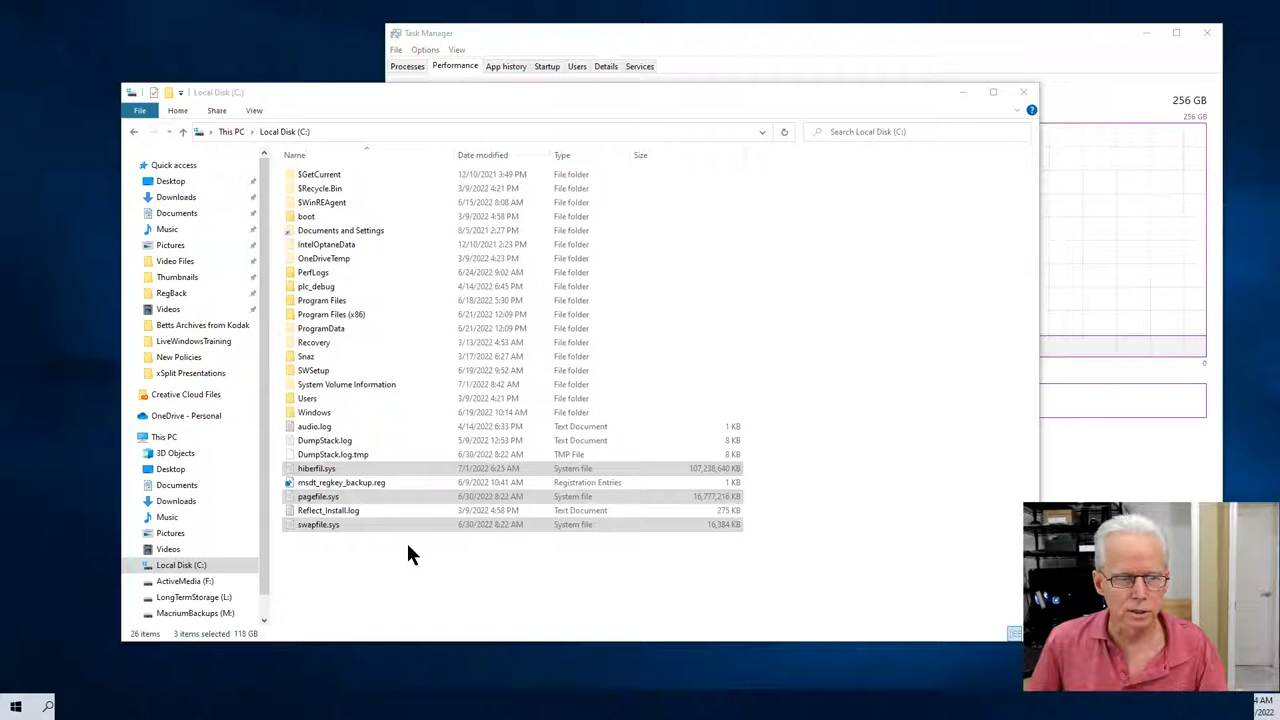 Task Manager
File Options View
Processes Performance App history Startup Users Details Services
256 GB
256 GB
0
Local Disk (C:)
File Home Share View
This PC > Local Disk (C:)
Search Local Disk (C:)
Quick access
Desktop
Downloads
Documents
Music
Pictures
Video Files
Thumbnails
RegBack
Videos
Betts Archives from Kodak
LiveWindowsTraining
New Policies
xSplit Presentations
Creative Cloud Files
OneDrive - Personal
This PC
3D Objects
Desktop
Documents
Downloads
Music
Pictures
Videos
Local Disk (C:)
ActiveMedia (F:)
LongTermStorage (L:)
MacriumBackups (M:)
Name Date modified Type Size
$GetCurrent 12/10/2021 3:49 PM File folder
$Recycle.Bin 3/9/2022 4:21 PM File folder
$WinREAgent 6/15/2022 8:08 AM File folder
boot 3/9/2022 4:58 PM File folder
Documents and Settings 8/5/2021 2:27 PM File folder
IntelOptaneData 12/10/2021 2:23 PM File folder
OneDriveTemp 3/9/2022 4:23 PM File folder
PerfLogs 6/24/2022 9:02 AM File folder
plc_debug 4/14/2022 6:45 PM File folder
Program Files 6/18/2022 5:30 PM File folder
Program Files (x86) 6/21/2022 12:09 PM File folder
ProgramData 6/21/2022 12:09 PM File folder
Recovery 3/13/2022 4:53 AM File folder
Snaz 3/17/2022 6:27 AM File folder
SWSetup 6/19/2022 9:52 AM File folder
System Volume Information 7/1/2022 8:42 AM File folder
Users 3/9/2022 4:21 PM File folder
Windows 6/19/2022 10:14 AM File folder
audio.log 4/14/2022 6:33 PM Text Document 1 KB
DumpStack.log 5/9/2022 12:53 PM Text Document 8 KB
DumpStack.log.tmp 6/30/2022 8:22 AM TMP File 8 KB
hiberfil.sys 7/1/2022 6:25 AM System file 107,238,640 KB
msdt_regkey_backup.reg 6/9/2022 10:41 AM Registration Entries 1 KB
pagefile.sys 6/30/2022 8:22 AM System file 16,777,216 KB
Reflect_Install.log 3/9/2022 4:58 PM Text Document 275 KB
swapfile.sys 6/30/2022 8:22 AM System file 16,384 KB
26 items 3 items selected 118 GB
4 AM
/2022